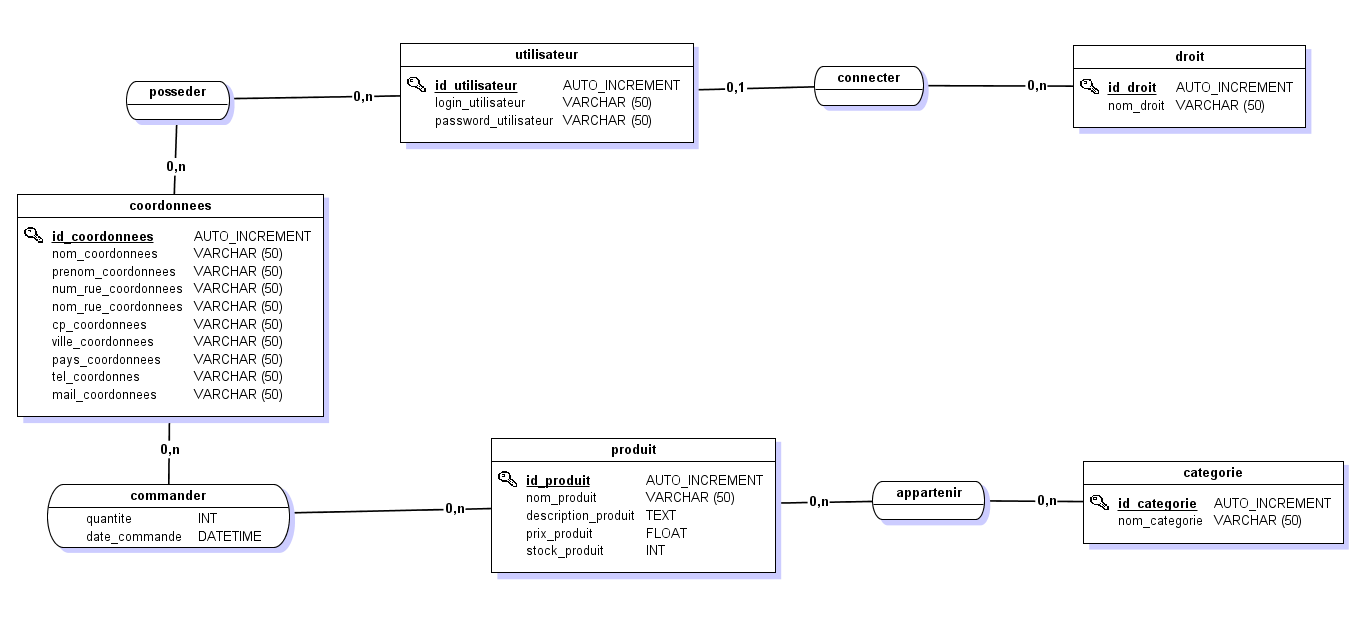 utilisateur
id_utilisateur AUTO_INCREMENT
login_utilisateur VARCHAR (50)
password_utilisateur VARCHAR (50)
posseder
0,n
0,n
0,1
connecter
0,n
droit
id_droit AUTO_INCREMENT
nom_droit VARCHAR (50)
coordonnees
id_coordonnees AUTO_INCREMENT
nom_coordonnees VARCHAR (50)
prenom_coordonnees VARCHAR (50)
num_rue_coordonnees VARCHAR (50)
nom_rue_coordonnees VARCHAR (50)
cp_coordonnees VARCHAR (50)
ville_coordonnees VARCHAR (50)
pays_coordonnees VARCHAR (50)
tel_coordonnes VARCHAR (50)
mail_coordonnees VARCHAR (50)
0,n
commander
quantite INT
date_commande DATETIME
0,n
produit
id_produit AUTO_INCREMENT
nom_produit VARCHAR (50)
description_produit TEXT
prix_produit FLOAT
stock_produit INT
0,n
appartenir
0,n
categorie
id_categorie AUTO_INCREMENT
nom_categorie VARCHAR (50)